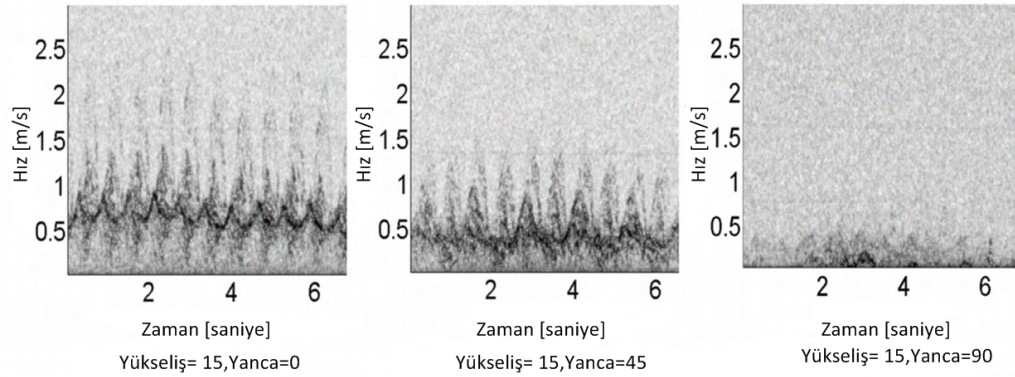 Hız [m/s]
2.5
2
1.5
1
0.5
2 4 6
Zaman [saniye]
Yükseliş= 15,Yanca=0
Hız [m/s]
2.5
2
1.5
1
0.5
2 4 6
Zaman [saniye]
Yükseliş= 15,Yanca=45
Hız [m/s]
2.5
2
1.5
1
0.5
2 4 6
Zaman [saniye]
Yükseliş= 15,Yanca=90